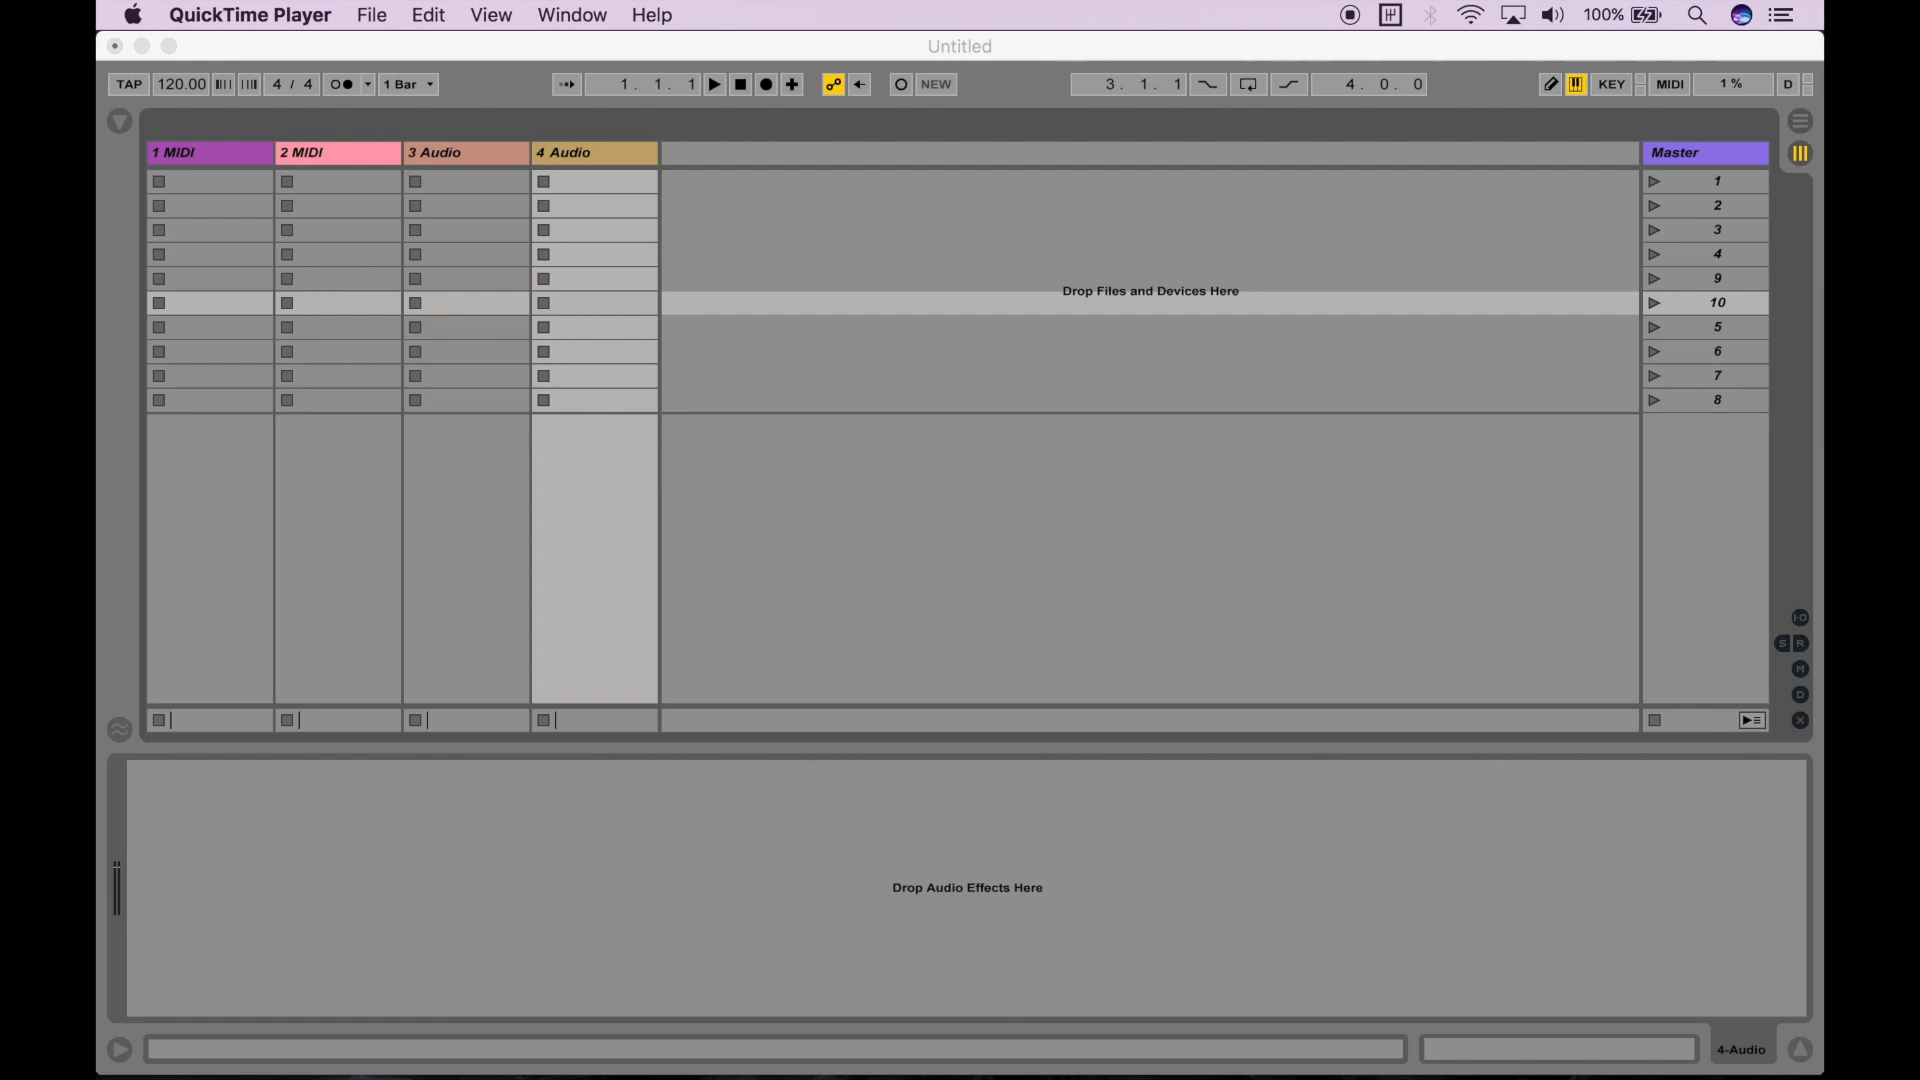 QuickTime Player File Edit View Window Help 100%
Untitled
TAP 120.00 4 / 4 1 Bar 1. 1. 1 NEW 3. 1. 1 4. 0. 0 KEY MIDI 1 % D
1 MIDI 2 MIDI 3 Audio 4 Audio Master
1
2
3
4
9
Drop Files and Devices Here
10
5
6
7
8
I-O
S R
M
D
X
Drop Audio Effects Here
4-Audio